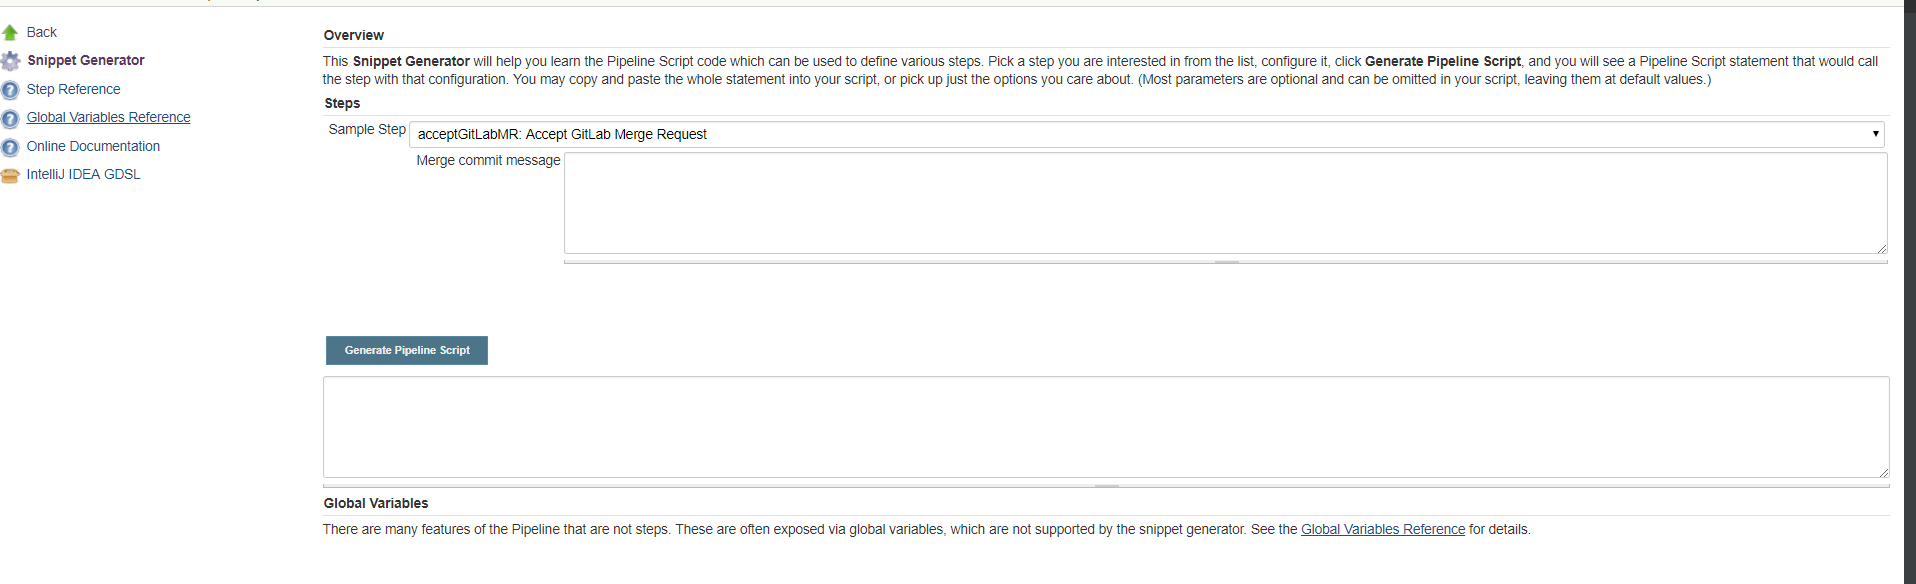 Back
Snippet Generator
Step Reference
Global Variables Reference
Online Documentation
IntelliJ IDEA GDSL
Overview
This Snippet Generator will help you learn the Pipeline Script code which can be used to define various steps. Pick a step you are interested in from the list, configure it, click Generate Pipeline Script, and you will see a Pipeline Script statement that would call
the step with that configuration. You may copy and paste the whole statement into your script, or pick up just the options you care about. (Most parameters are optional and can be omitted in your script, leaving them at default values.)
Steps
Sample Step acceptGitLabMR: Accept GitLab Merge Request
Merge commit message
Generate Pipeline Script
Global Variables
There are many features of the Pipeline that are not steps. These are often exposed via global variables, which are not supported by the snippet generator. See the Global Variables Reference for details.